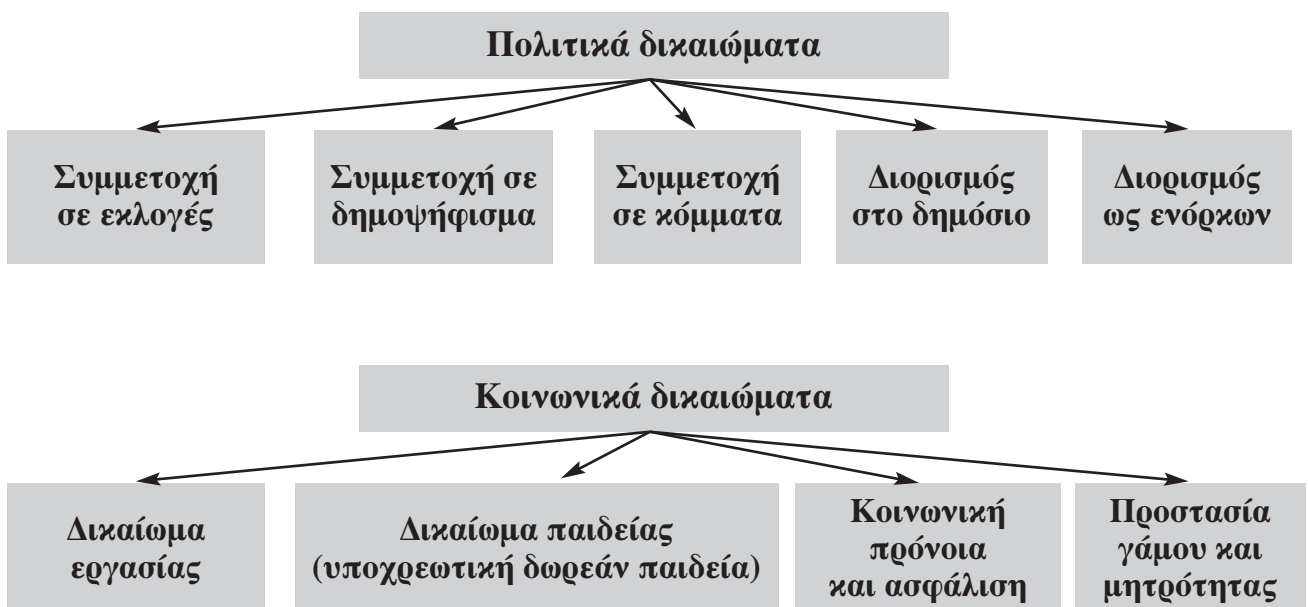 Πολιτικά δικαιώματα
Συμμετοχή
σε εκλογές
Συμμετοχή σε
δημοψήφισμα
Συμμετοχή
σε κόμματα
Διορισμός
στο δημόσιο
Διορισμός
ως ενόρκων
Κοινωνικά δικαιώματα
Δικαίωμα
εργασίας
Δικαίωμα παιδείας
(υποχρεωτική δωρεάν παιδεία)
Κοινωνική
πρόνοια
και ασφάλιση
Προστασία
γάμου και
μητρότητας